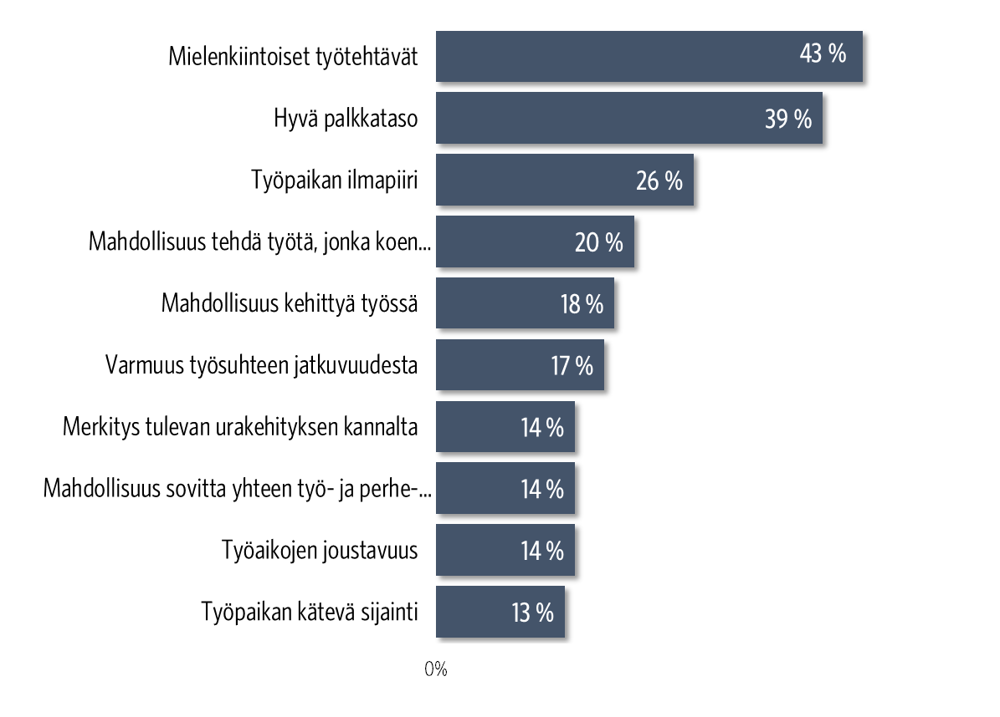 Mielenkiintoiset työtehtävät 43 %
Hyvä palkkataso 39 %
Työpaikan ilmapiiri 26 %
Mahdollisuus tehdä työtä, jonka koen... 20 %
Mahdollisuus kehittyä työssä 18 %
Varmuus työsuhteen jatkuvuudesta 17 %
Merkitys tulevan urakehityksen kannalta 14 %
Mahdollisuus sovitta yhteen työ- ja perhe-... 14 %
Työaikojen joustavuus 14 %
Työpaikan kätevä sijainti 13 %
0%